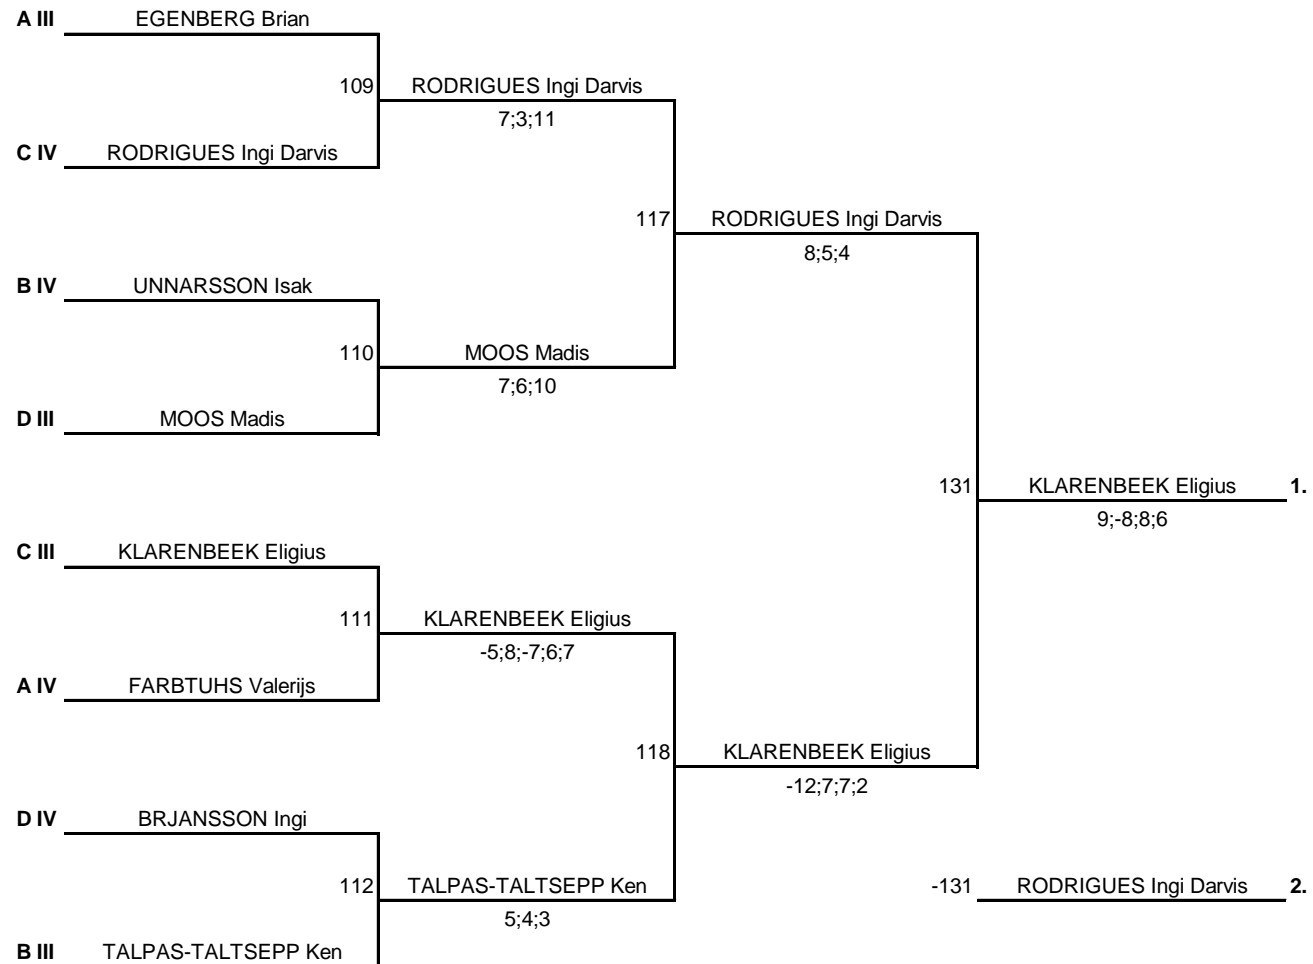 A III EGENBERG Brian
109 RODRIGUES Ingi Darvis
7;3;11
C IV RODRIGUES Ingi Darvis
117 RODRIGUES Ingi Darvis
8;5;4
B IV UNNARSSON Isak
110 MOOS Madis
7;6;10
D III MOOS Madis
131 KLARENBEEK Eligius 1.
9;-8;8;6
C III KLARENBEEK Eligius
111 KLARENBEEK Eligius
-5;8;-7;6;7
A IV FARBTUHS Valerijs
118 KLARENBEEK Eligius
-12;7;7;2
D IV BRJANSSON Ingi
112 TALPAS-TALTSEPP Ken -131 RODRIGUES Ingi Darvis 2.
5;4;3
B III TALPAS-TALTSEPP Ken